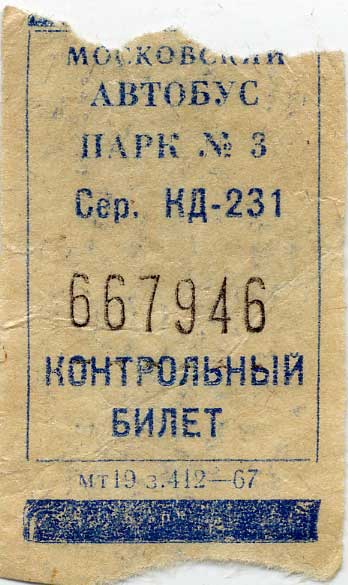 МОСКОВСКИЙ
АВТОБУС
ПАРК № 3
Сер. КД-231
667946
КОНТРОЛЬНЫЙ
БИЛЕТ
мт19 з.412—67